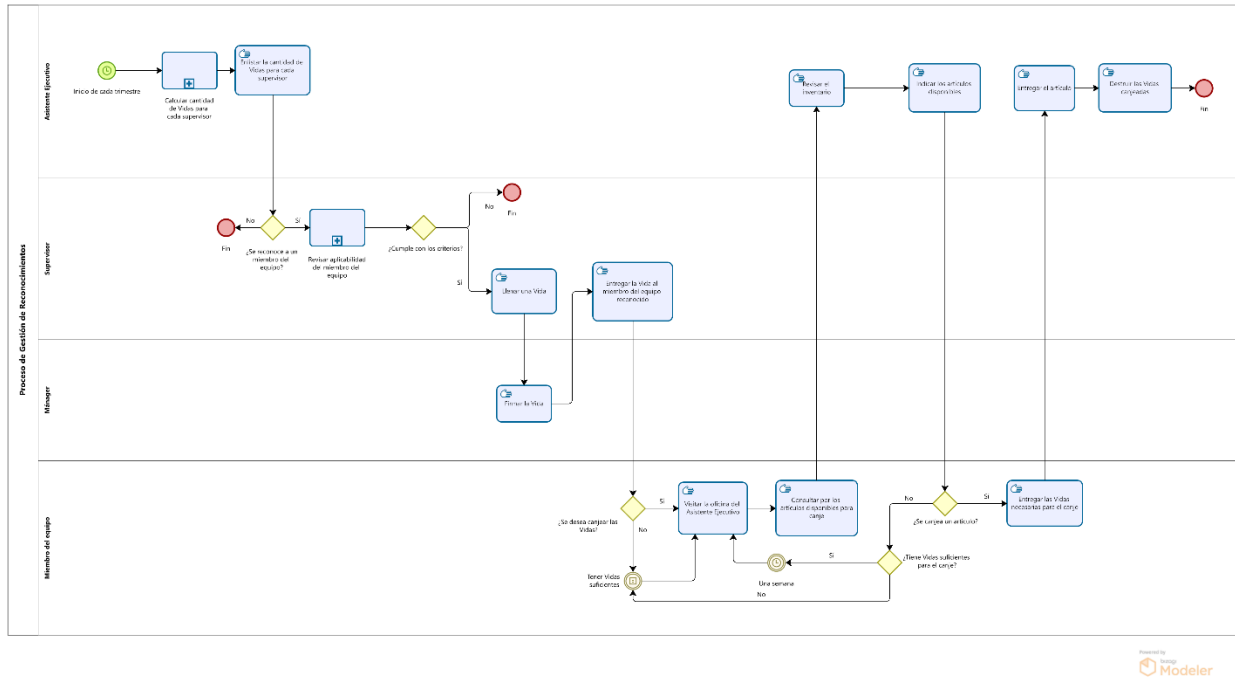 Proceso de Gestión de Reconocimientos
Asistente Ejecutivo
Inicio de cada trimestre
Calcular cantidad
de Vidas para
cada supervisor
Enlistar la cantidad de
Vidas para cada
supervisor
Revisar el
inventario
Indicar los artículos
disponibles
Entregar el artículo
Destruir las Vidas
canjeadas
Fin
Supervisor
Fin
No
¿Se reconoce a un
miembro del
equipo?
Sí
Revisar aplicabilidad
del miembro del
equipo
¿Cumple con los criterios?
No
Fin
Sí
Llenar una Vida
Entregar la Vida al
miembro del equipo
reconocido
Mánager
Firmar la Vida
Miembro del equipo
¿Se desea canjear las
Vidas?
Sí
No
Tener Vidas
suficientes
Visitar la oficina del
Asistente Ejecutivo
Consultar por los
artículos disponibles para
canje
No
¿Se canjea un artículo?
Sí
Entregar las Vidas
necesarias para el canje
¿Tiene Vidas suficientes
para el canje?
Sí
Una semana
No
Powered by
bizagi
Modeler